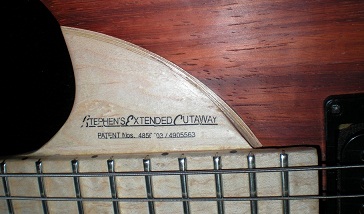 STEPHEN'S EXTENDED CUTAWAY
PATENT Nos. / 4905563